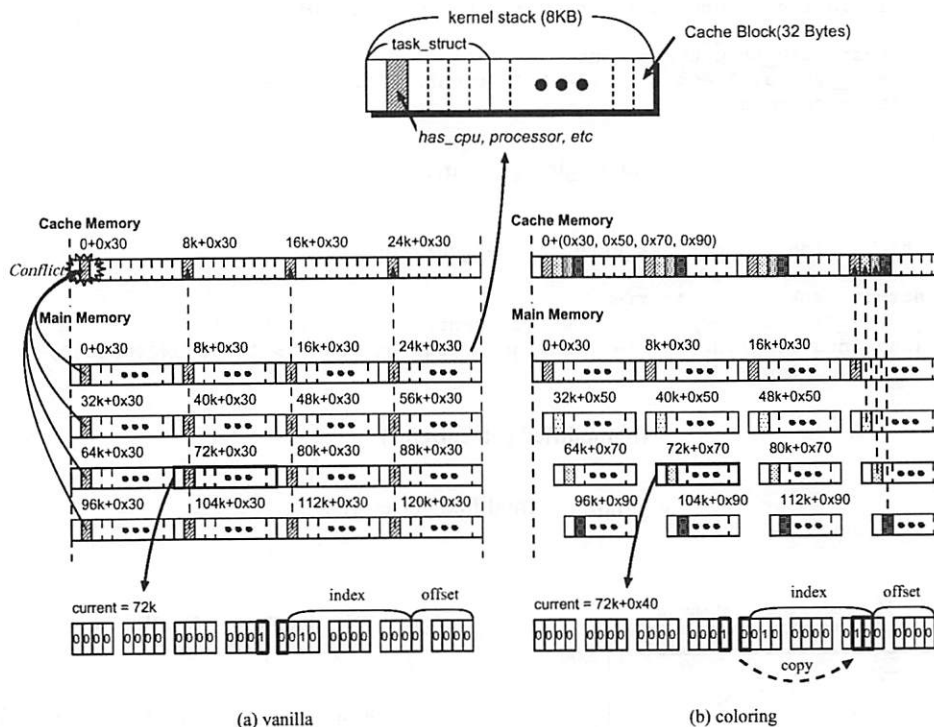 kernel stack (8KB)
task_struct
Cache Block(32 Bytes)
has_cpu, processor, etc
Cache Memory
0+0x30 8k+0x30 16k+0x30 24k+0x30
Conflict
Main Memory
0+0x30 8k+0x30 16k+0x30 24k+0x30
32k+0x30 40k+0x30 48k+0x30 56k+0x30
64k+0x30 72k+0x30 80k+0x30 88k+0x30
96k+0x30 104k+0x30 112k+0x30 120k+0x30
current = 72k
index offset
0000 0000 0000 0001 0010 0000 0000 0000
(a) vanilla
Cache Memory
0+(0x30, 0x50, 0x70, 0x90)
Main Memory
0+0x30 8k+0x30 16k+0x30
32k+0x50 40k+0x50 48k+0x50
64k+0x70 72k+0x70 80k+0x70
96k+0x90 104k+0x90 112k+0x90
current = 72k+0x40
index offset
0000 0000 0000 0001 0010 0000 0100 0000
copy
(b) coloring